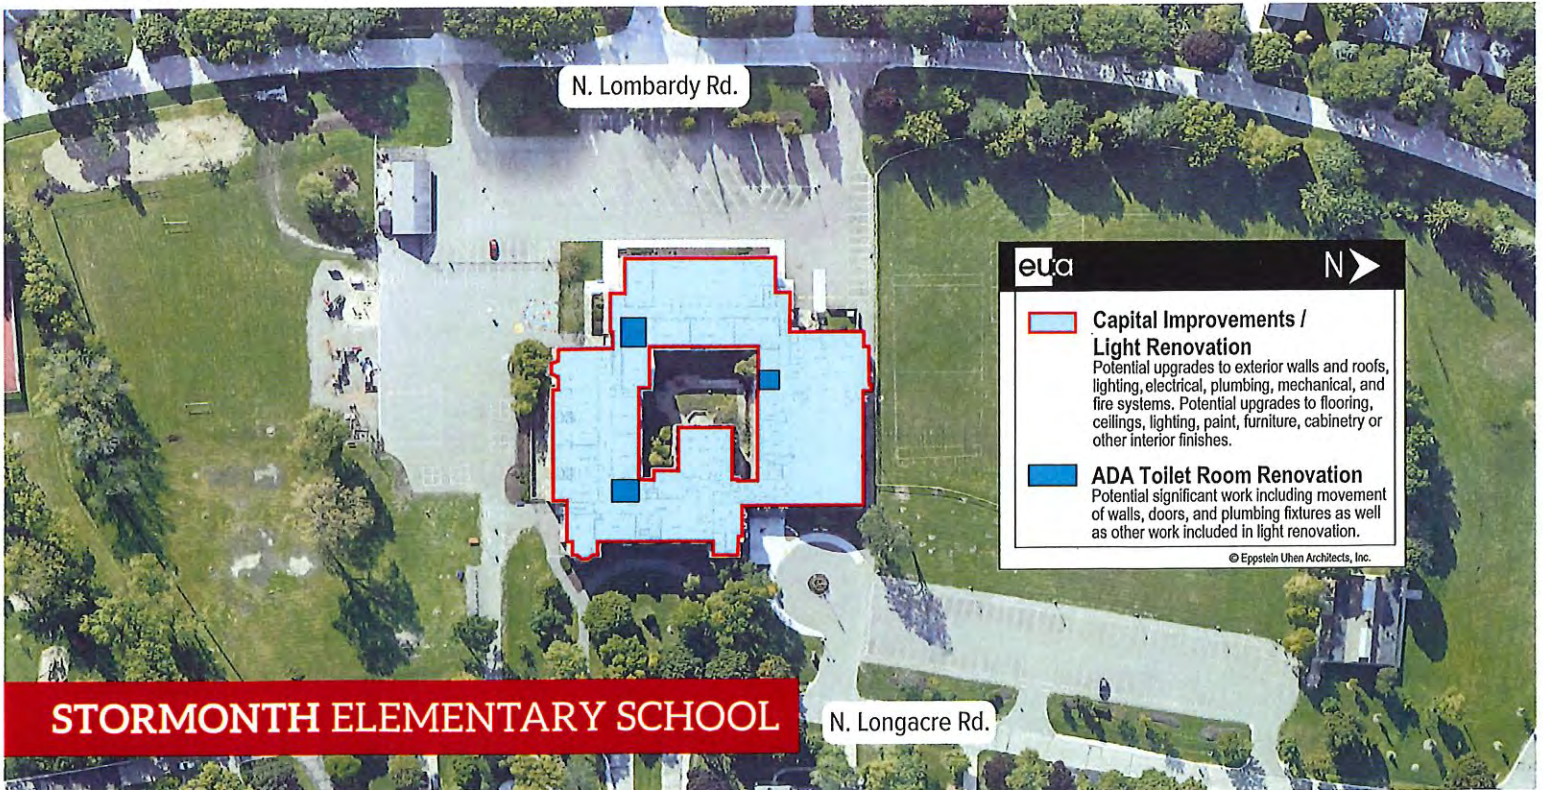 N. Lombardy Rd.
eu:a
N
Capital Improvements /
Light Renovation
Potential upgrades to exterior walls and roofs,
lighting, electrical, plumbing, mechanical, and
fire systems. Potential upgrades to flooring,
ceilings, lighting, paint, furniture, cabinetry or
other interior finishes.
ADA Toilet Room Renovation
Potential significant work including movement
of walls, doors, and plumbing fixtures as well
as other work included in light renovation.
© Eppstein Uhen Architects, Inc.
STORMONTH ELEMENTARY SCHOOL
N. Longacre Rd.